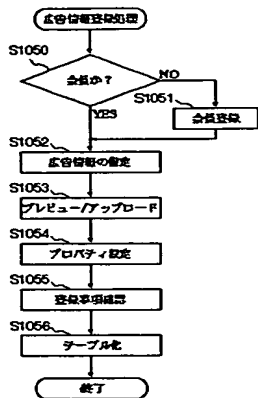 広告情報登録処理
S1050
会員か？
NO
S1051
YES
会員登録
S1052
広告情報の指定
S1053
プレビュー/アップロード
S1054
プロパティ設定
S1055
登録事項確認
S1056
テーブル化
終了